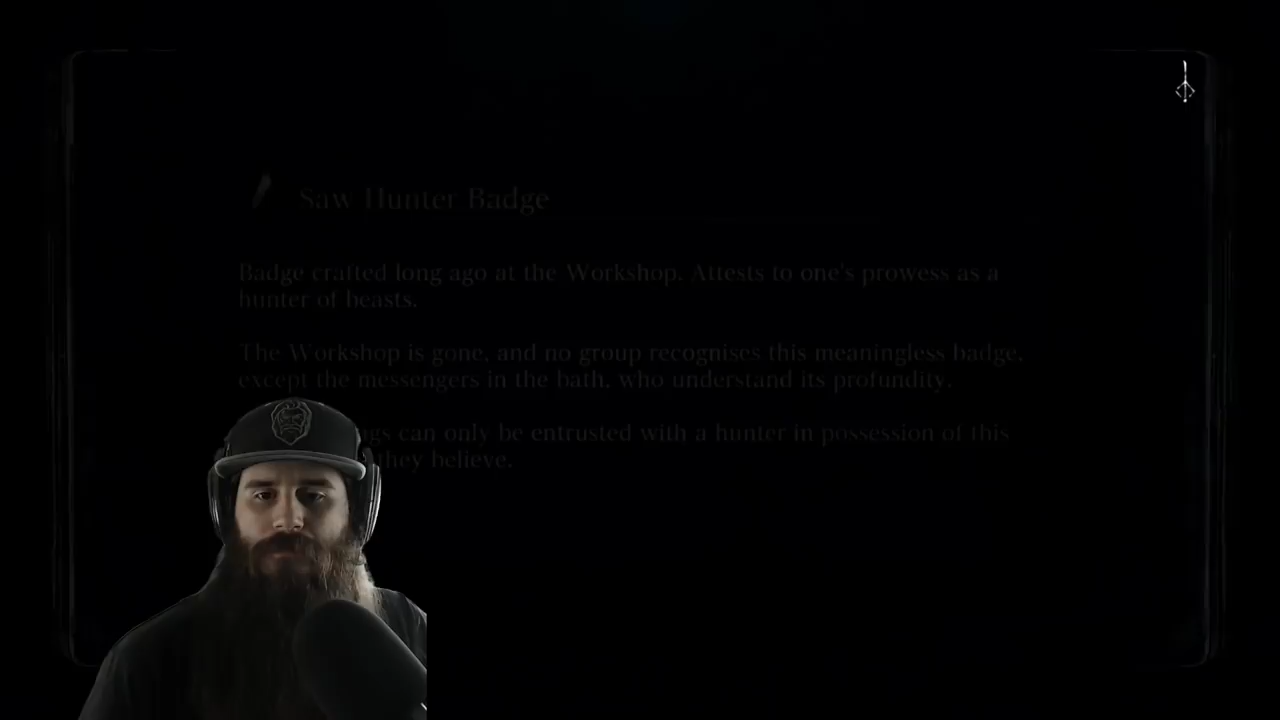 Saw Hunter Badge
Badge crafted long ago at the Workshop. Attests to one's prowess as a
hunter of beasts.
The Workshop is gone, and no group recognises this meaningless badge,
except the messengers in the bath, who understand its profundity.
can only be entrusted with a hunter in possession of this
they believe.